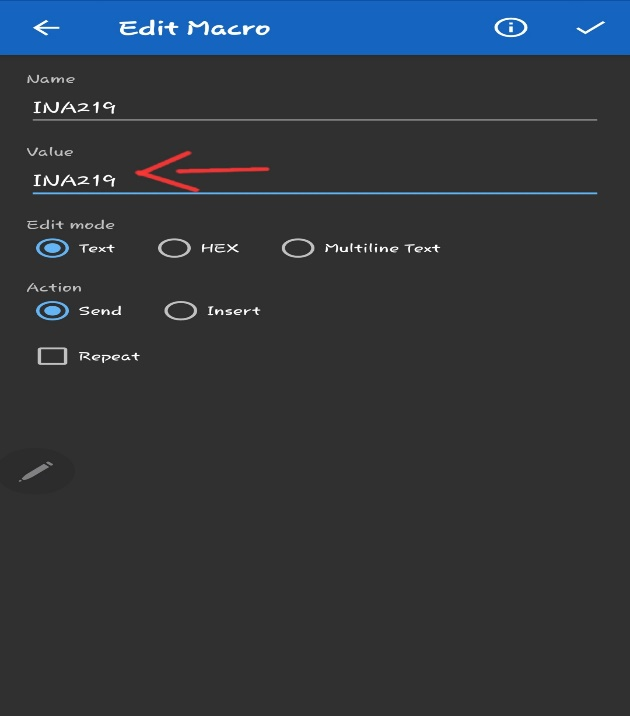 Edit Macro
Name
INA219
Value
INA219
Edit mode
Text HEX Multiline Text
Action
Send Insert
Repeat